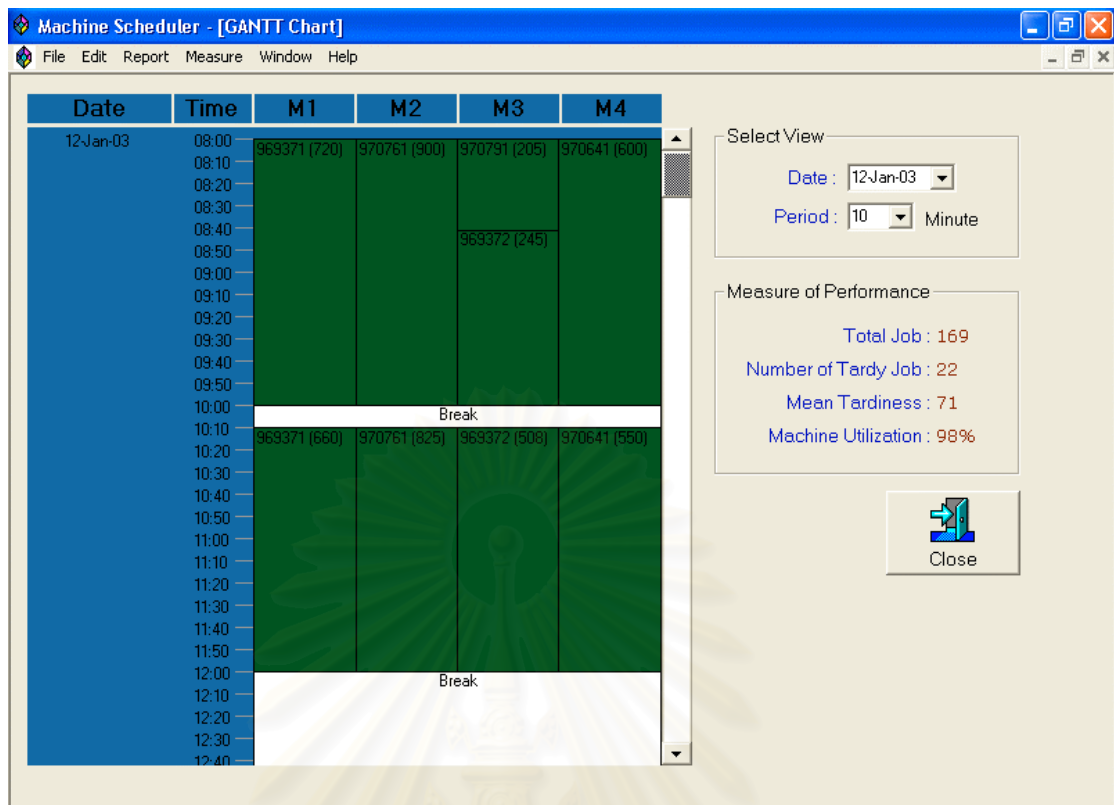 Machine Scheduler - [GANTT Chart]
File Edit Report Measure Window Help
Date Time M1 M2 M3 M4
12-Jan-03
08:00
08:10
08:20
08:30
08:40
08:50
09:00
09:10
09:20
09:30
09:40
09:50
10:00
10:10
10:20
10:30
10:40
10:50
11:00
11:10
11:20
11:30
11:40
11:50
12:00
12:10
12:20
12:30
12:40
969371 (720) 970761 (900) 970791 (205) 970641 (600)
969372 (245)
Break
969371 (660) 970761 (825) 969372 (508) 970641 (550)
Break
Select View
Date : 12-Jan-03
Period : 10 Minute
Measure of Performance
Total Job : 169
Number of Tardy Job : 22
Mean Tardiness : 71
Machine Utilization : 98%
Close